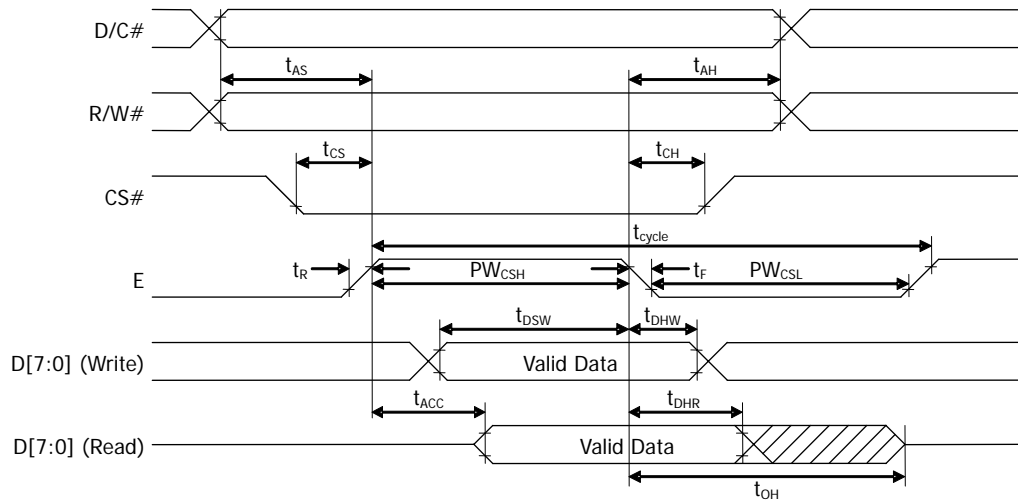 D/C#
tAS
tAH
R/W#
tCS
tCH
CS#
tcycle
tR
PWCSH
tF
PWCSL
E
tDSW
tDHW
D[7:0] (Write)
Valid Data
tACC
tDHR
D[7:0] (Read)
Valid Data
tOH